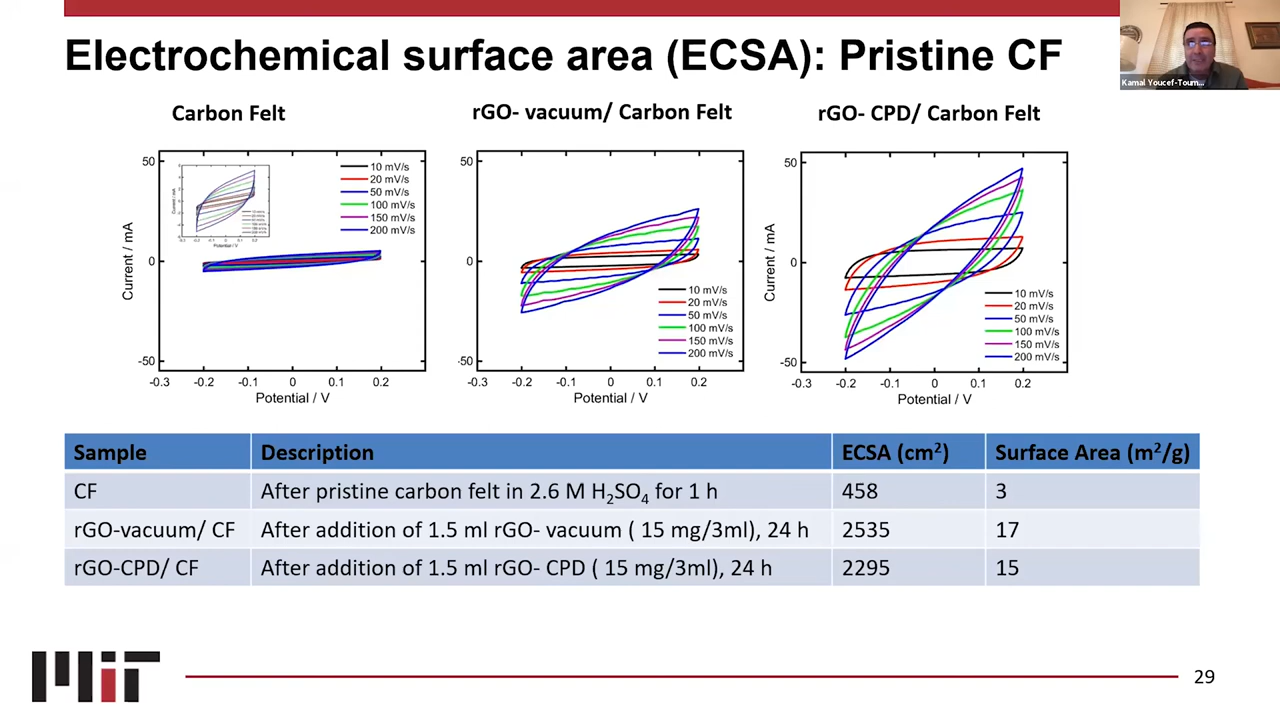 Electrochemical surface area (ECSA): Pristine CF
Kamal Youcef-Toum...
Carbon Felt
rGO- vacuum/ Carbon Felt
rGO- CPD/ Carbon Felt
50
0
-50
-0.3 -0.2 -0.1 0 0.1 0.2
Current / mA
Potential / V
10 mV/s
20 mV/s
50 mV/s
100 mV/s
150 mV/s
200 mV/s
50
0
-50
-0.3 -0.2 -0.1 0 0.1 0.2
Potential / V
10 mV/s
20 mV/s
50 mV/s
100 mV/s
150 mV/s
200 mV/s
50
0
-50
-0.3 -0.2 -0.1 0 0.1 0.2
Current / mA
Potential / V
10 mV/s
20 mV/s
50 mV/s
100 mV/s
150 mV/s
200 mV/s
Sample Description ECSA (cm²) Surface Area (m²/g)
CF After pristine carbon felt in 2.6 M H₂SO₄ for 1 h 458 3
rGO-vacuum/ CF After addition of 1.5 ml rGO- vacuum ( 15 mg/3ml), 24 h 2535 17
rGO-CPD/ CF After addition of 1.5 ml rGO- CPD ( 15 mg/3ml), 24 h 2295 15
MIT
29